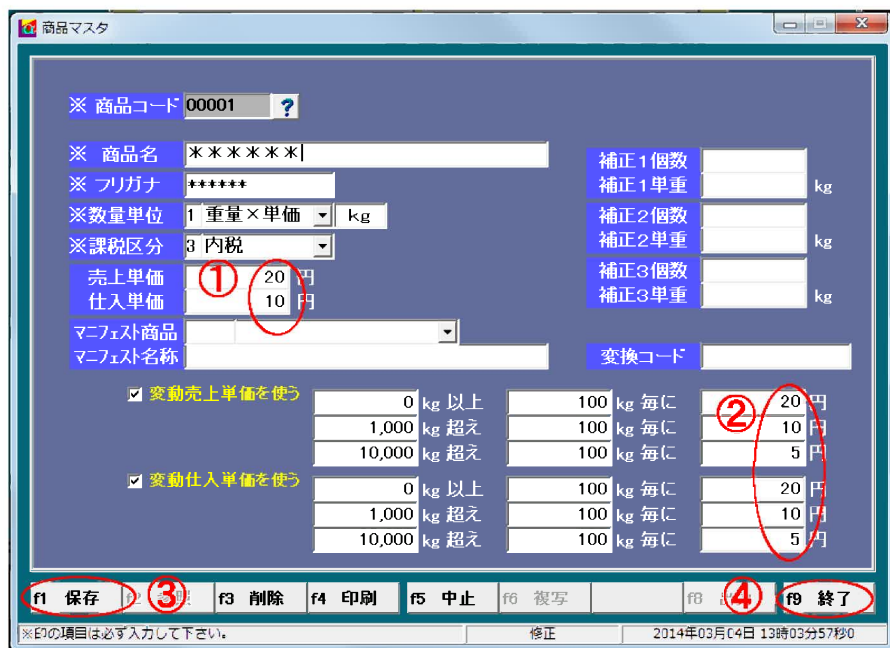 商品マスタ
※ 商品コード 00001 ?
※ 商品名 ******
※ フリガナ ******
※数量単位 1 重量×単価 kg
※課税区分 3 内税
① 売上単価 20 円
仕入単価 10 円
マニフェスト商品
マニフェスト名称
補正1個数
補正1単重 kg
補正2個数
補正2単重 kg
補正3個数
補正3単重 kg
変換コード
変動売上単価を使う
0 kg 以上 100 kg 毎に 20 円
②
1,000 kg 超え 100 kg 毎に 10 円
10,000 kg 超え 100 kg 毎に 5 円
変動仕入単価を使う
0 kg 以上 100 kg 毎に 20 円
1,000 kg 超え 100 kg 毎に 10 円
10,000 kg 超え 100 kg 毎に 5 円
f1 保存 f2 ③ f3 削除 f4 印刷 f5 中止 f6 複写 f8 ④ f9 終了
※印の項目は必ず入力して下さい。 修正 2014年03月04日 13時03分57秒0